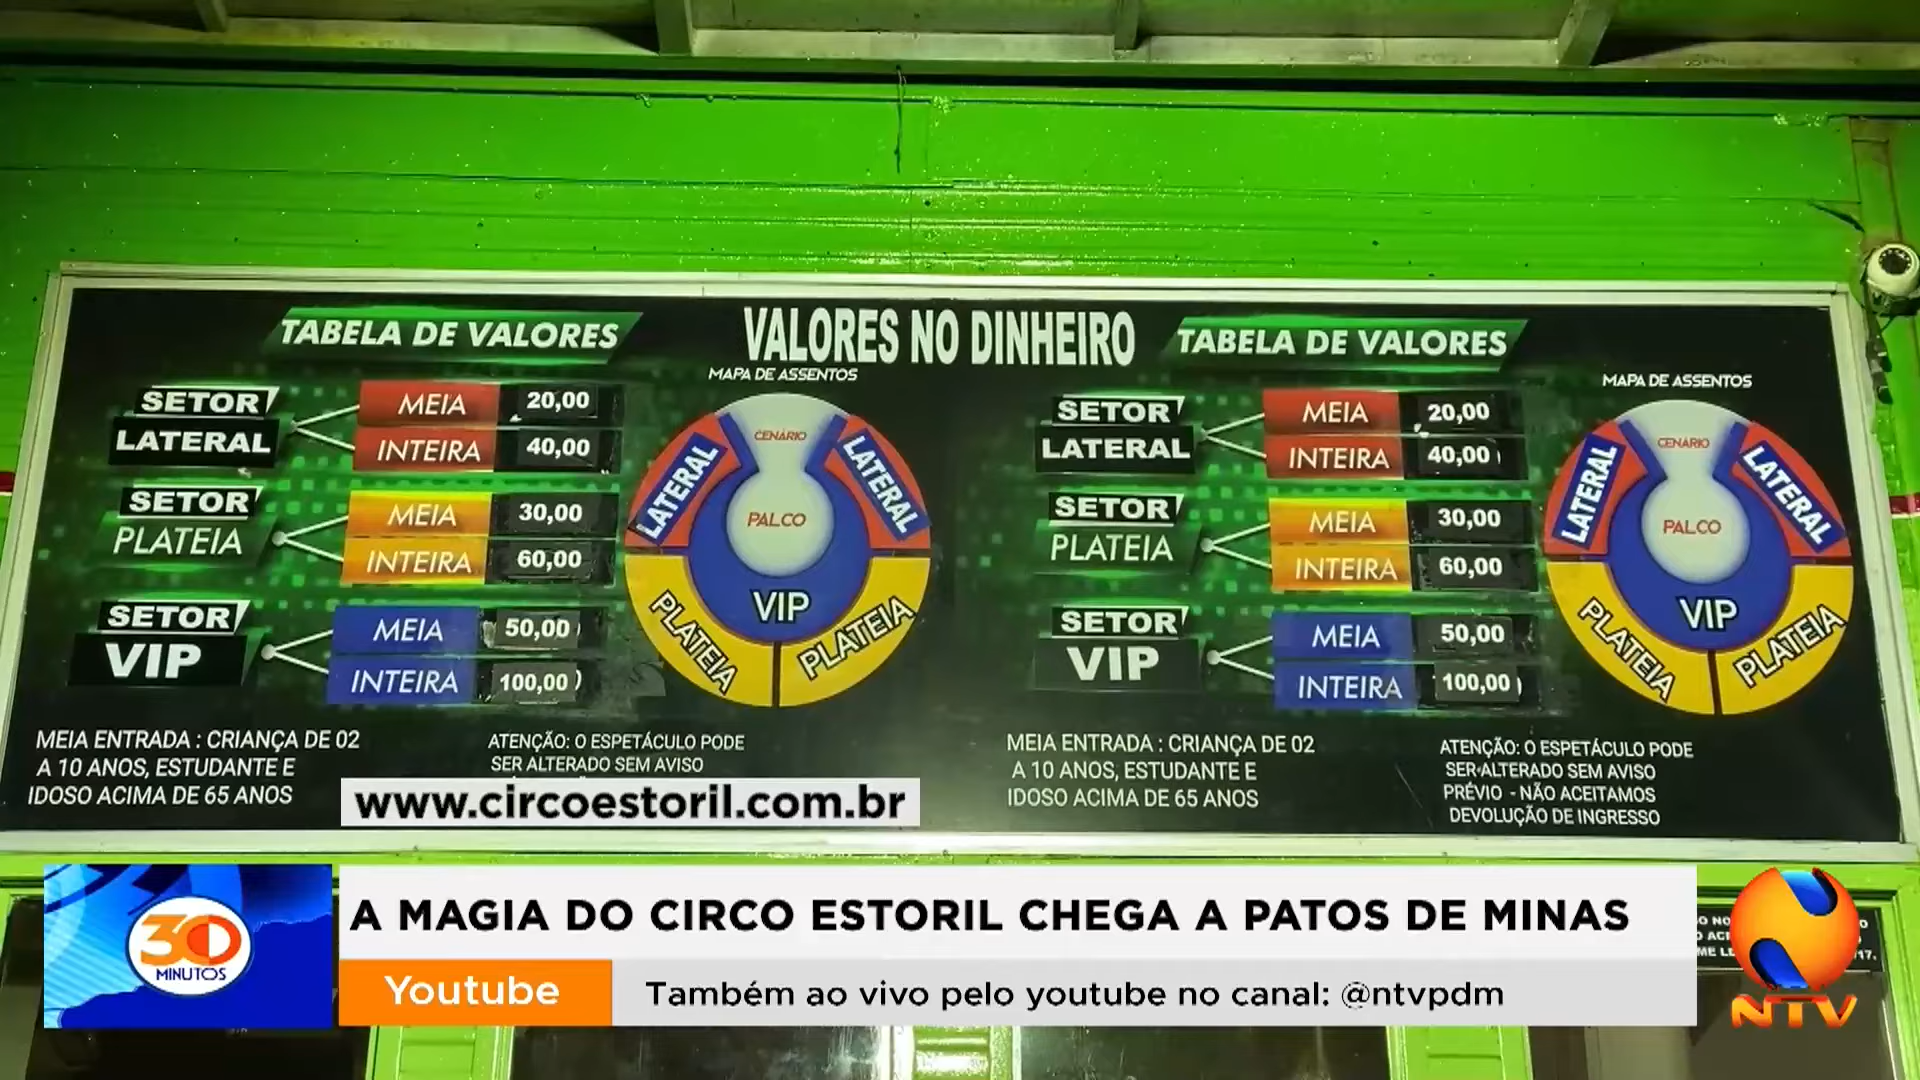 TABELA DE VALORES
VALORES NO DINHEIRO
TABELA DE VALORES
MAPA DE ASSENTOS
MAPA DE ASSENTOS
SETOR
LATERAL
MEIA 20,00
INTEIRA 40,00
SETOR
PLATEIA
MEIA 30,00
INTEIRA 60,00
SETOR
VIP
MEIA 50,00
INTEIRA 100,00
CENÁRIO
LATERAL
LATERAL
PALCO
VIP
PLATEIA
PLATEIA
SETOR
LATERAL
MEIA 20,00
INTEIRA 40,00
SETOR
PLATEIA
MEIA 30,00
INTEIRA 60,00
SETOR
VIP
MEIA 50,00
INTEIRA 100,00
CENÁRIO
LATERAL
LATERAL
PALCO
VIP
PLATEIA
PLATEIA
MEIA ENTRADA : CRIANÇA DE 02
A 10 ANOS, ESTUDANTE E
IDOSO ACIMA DE 65 ANOS
ATENÇÃO: O ESPETÁCULO PODE
SER ALTERADO SEM AVISO
www.circoestoril.com.br
MEIA ENTRADA : CRIANÇA DE 02
A 10 ANOS, ESTUDANTE E
IDOSO ACIMA DE 65 ANOS
ATENÇÃO: O ESPETÁCULO PODE
SER ALTERADO SEM AVISO
PRÉVIO - NÃO ACEITAMOS
DEVOLUÇÃO DE INGRESSO
30
MINUTOS
A MAGIA DO CIRCO ESTORIL CHEGA A PATOS DE MINAS
Youtube
Também ao vivo pelo youtube no canal: @ntvpdm
NTV